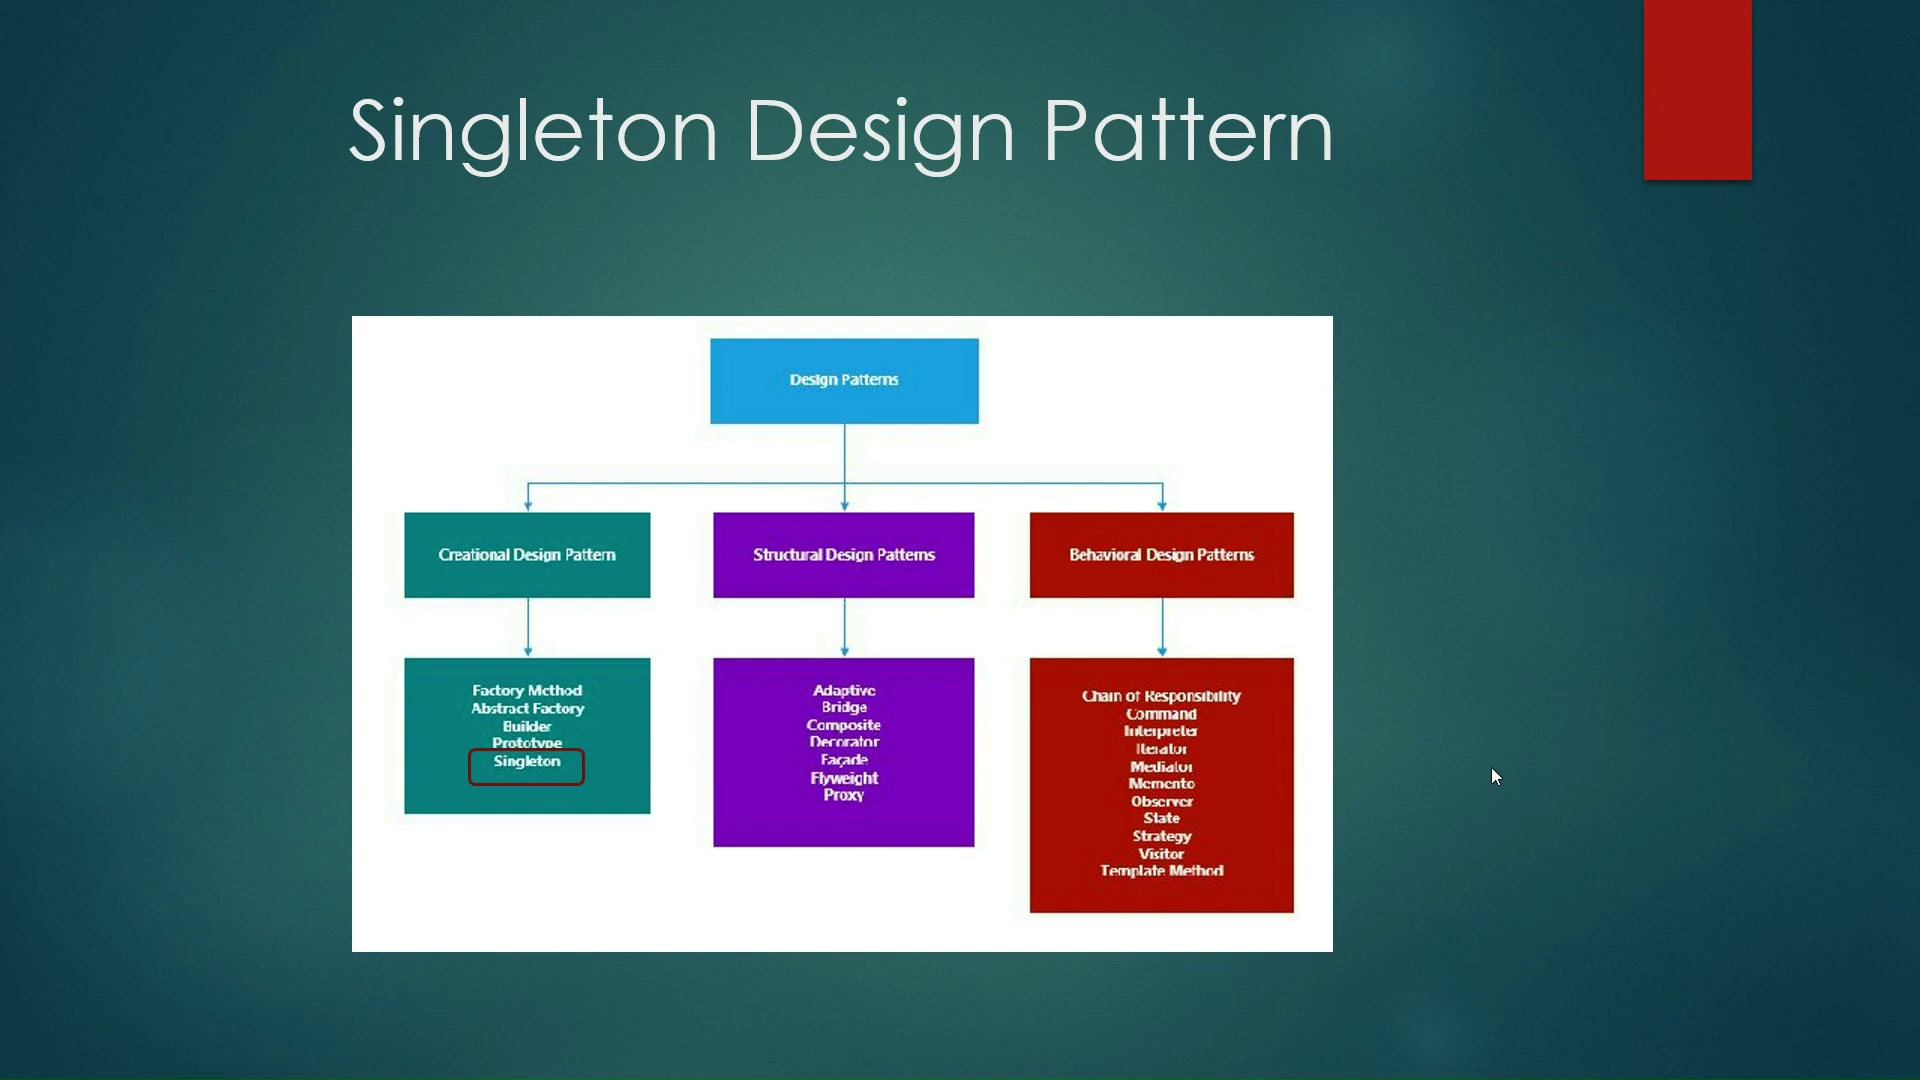 Singleton Design Pattern
Design Patterns
Creational Design Pattern
Structural Design Patterns
Behavioral Design Patterns
Factory Method
Abstract Factory
Builder
Prototype
Singleton
Adaptive
Bridge
Composite
Decorator
Façade
Flyweight
Proxy
Chain of Responsibility
Command
Interpreter
Iterator
Mediator
Memento
Observer
State
Strategy
Visitor
Template Method